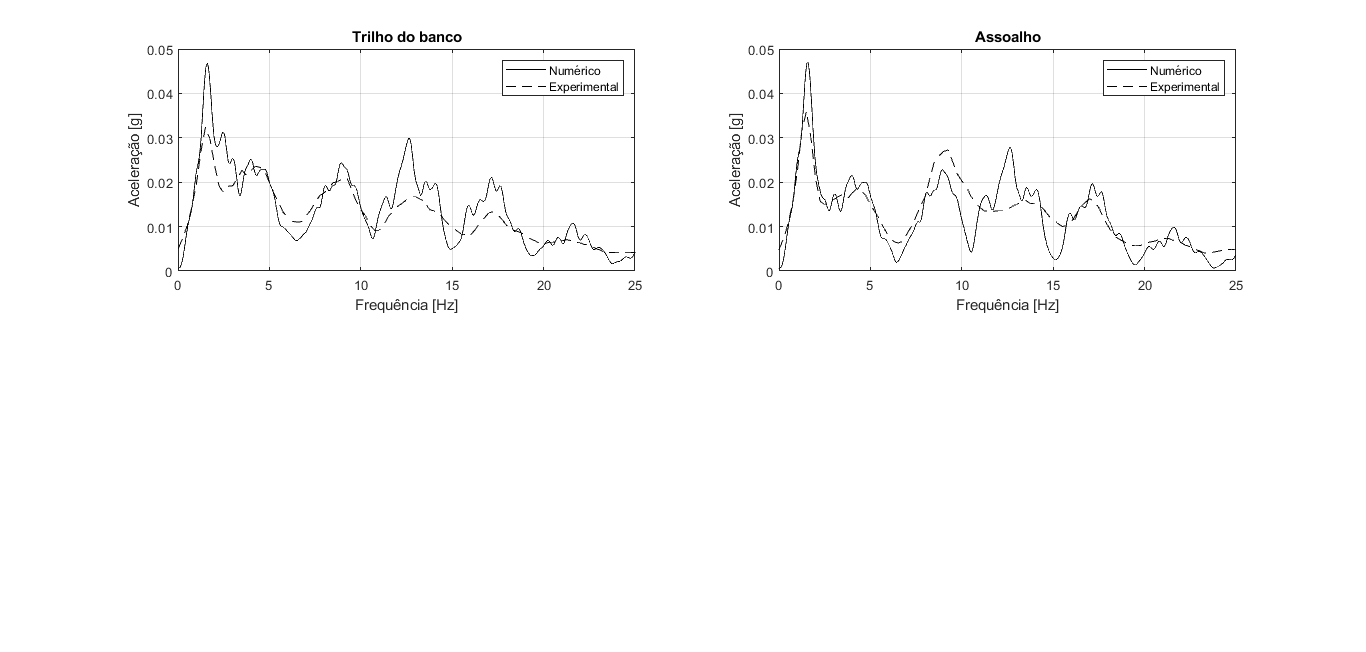 Trilho do banco
0.05
0.04
0.03
0.02
0.01
0
Aceleração [g]
Numérico
Experimental
0 5 10 15 20 25
Frequência [Hz]
Assoalho
0.05
0.04
0.03
0.02
0.01
0
Aceleração [g]
Numérico
Experimental
0 5 10 15 20 25
Frequência [Hz]